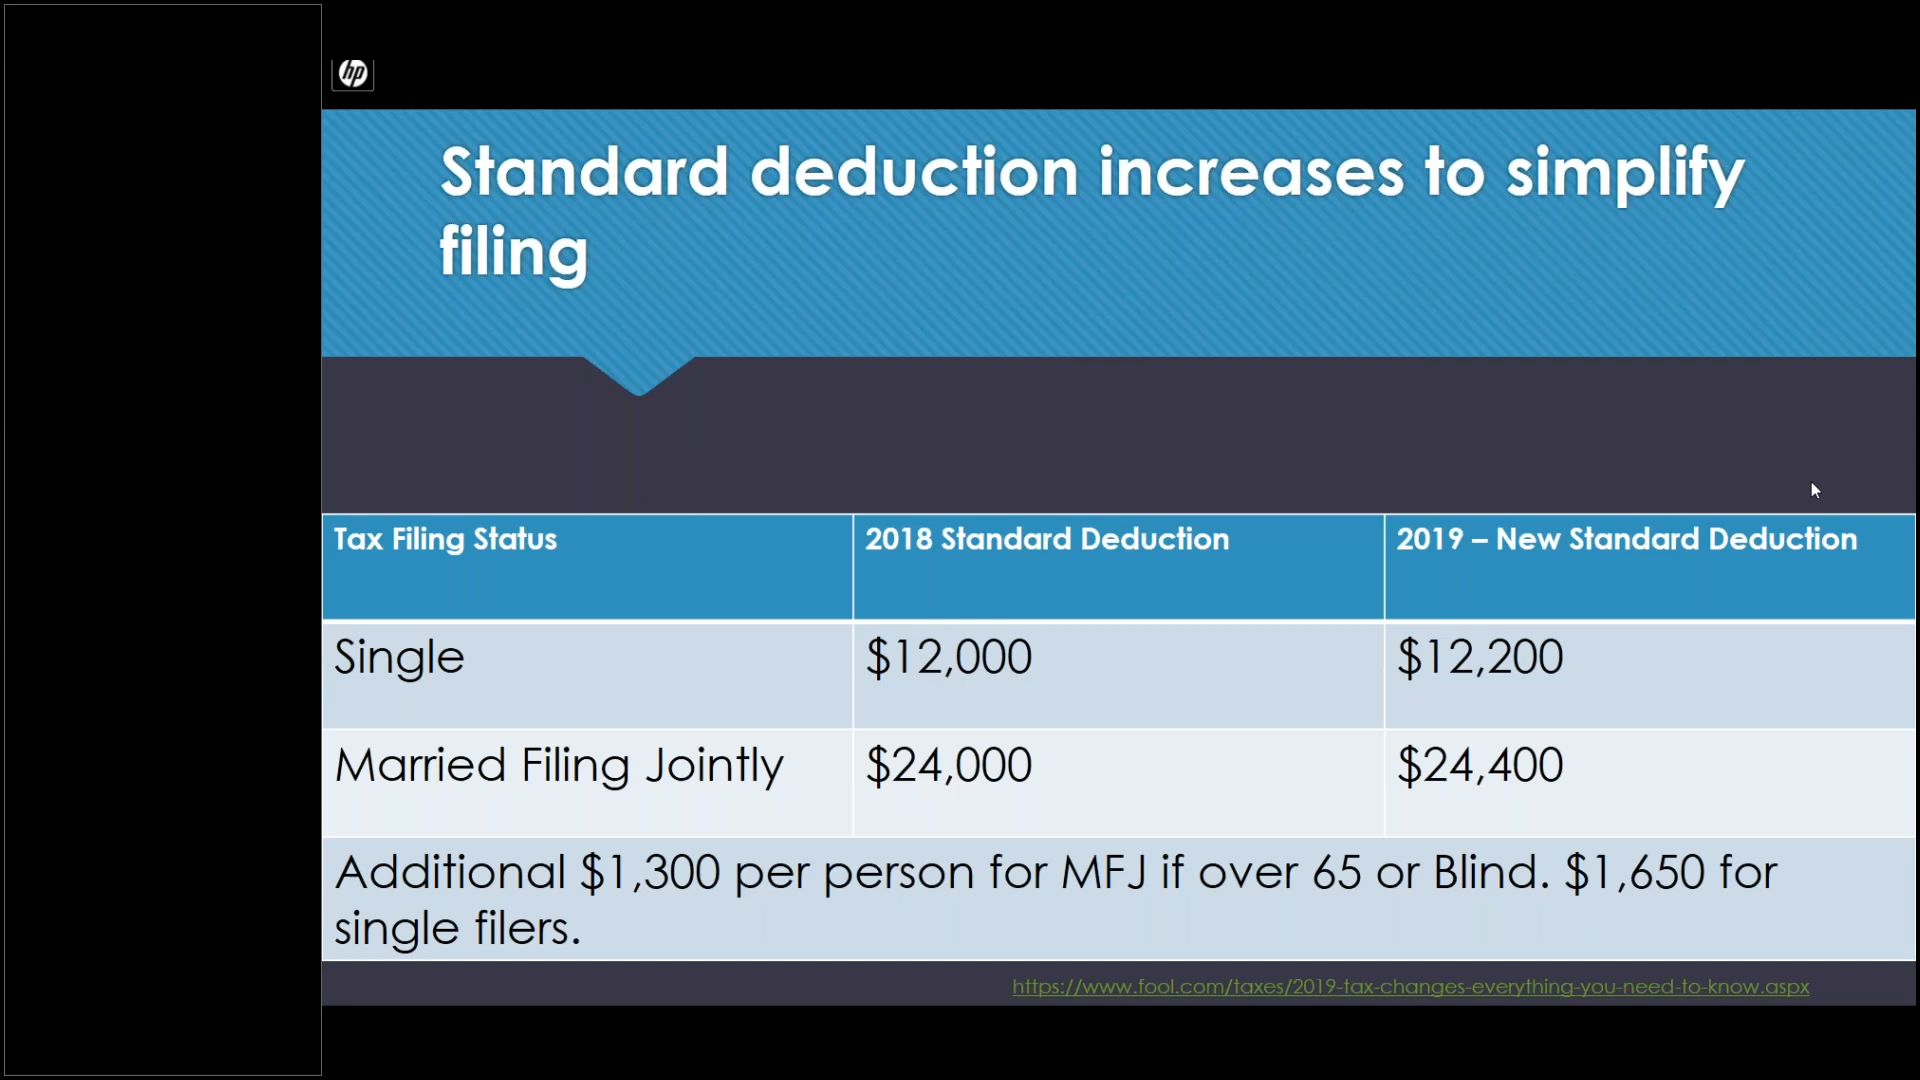 hp
Standard deduction increases to simplify
filing
Tax Filing Status
2018 Standard Deduction
2019 – New Standard Deduction
Single
$12,000
$12,200
Married Filing Jointly
$24,000
$24,400
Additional $1,300 per person for MFJ if over 65 or Blind. $1,650 for
single filers.
https://www.fool.com/taxes/2019-tax-changes-everything-you-need-to-know.aspx